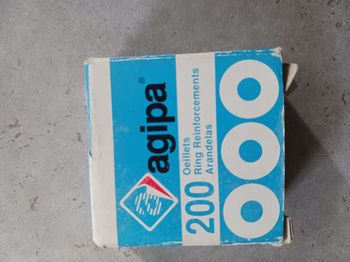 agipa®
200
Oeillets
Ring Reinforcements
Arandelas